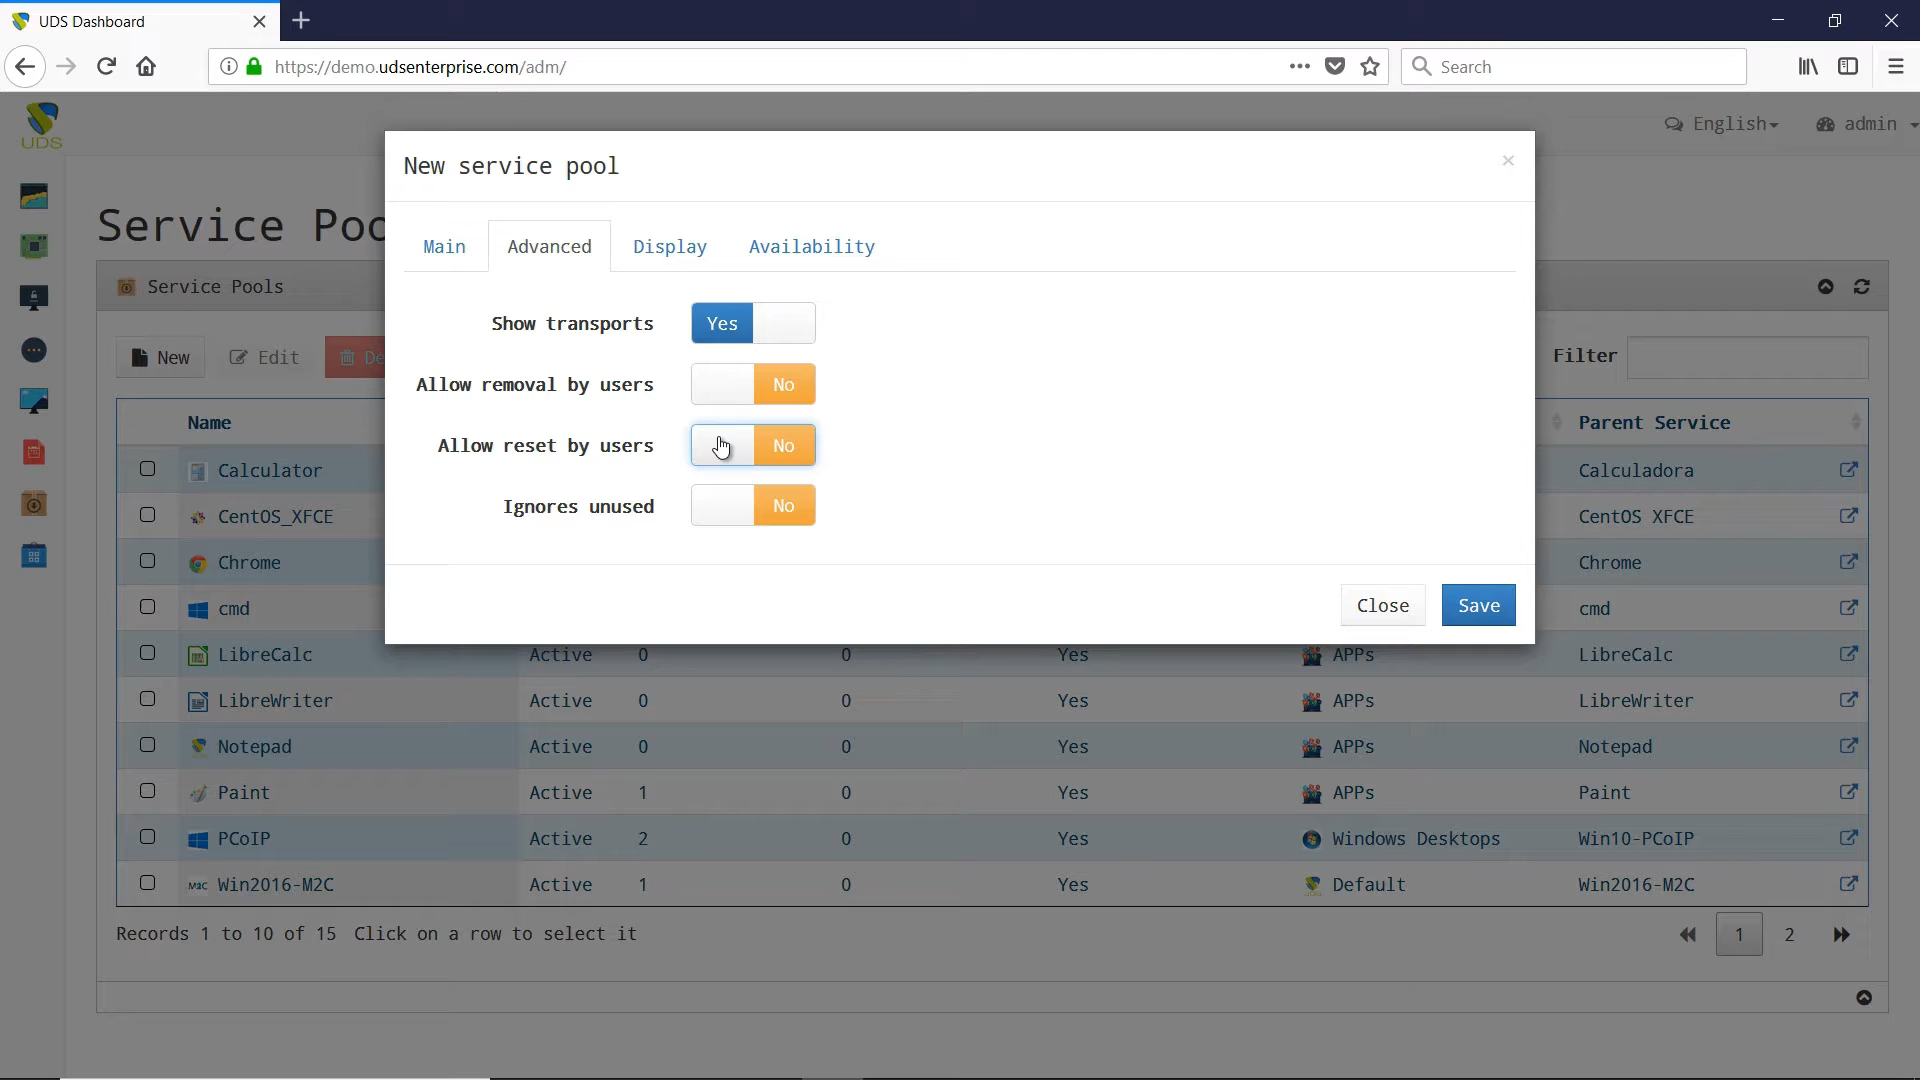 UDS Dashboard
https://demo.udsenterprise.com/adm/
Search
UDS
English
admin
Service Poo
Service Pools
New
Edit
De
Filter
New service pool
Main
Advanced
Display
Availability
Show transports
Yes
Allow removal by users
No
Allow reset by users
No
Ignores unused
No
Close
Save
Name
Parent Service
Calculator
Calculadora
CentOS_XFCE
CentOS XFCE
Chrome
Chrome
cmd
cmd
LibreCalc Active 0 0 Yes APPs LibreCalc
LibreWriter Active 0 0 Yes APPs LibreWriter
Notepad Active 0 0 Yes APPs Notepad
Paint Active 1 0 Yes APPs Paint
PCoIP Active 2 0 Yes Windows Desktops Win10-PCoIP
M2C Win2016-M2C Active 1 0 Yes Default Win2016-M2C
Records 1 to 10 of 15 Click on a row to select it
1 2